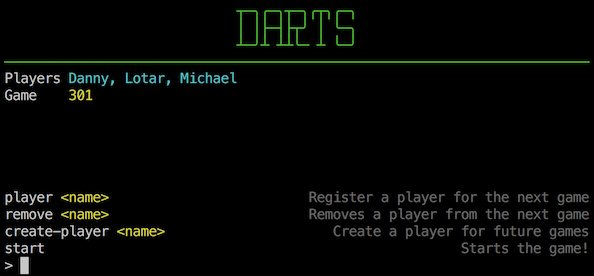 DARTS
Players Danny, Lotar, Michael
Game 301
player <name> Register a player for the next game
remove <name> Removes a player from the next game
create-player <name> Create a player for future games
start Starts the game!
>